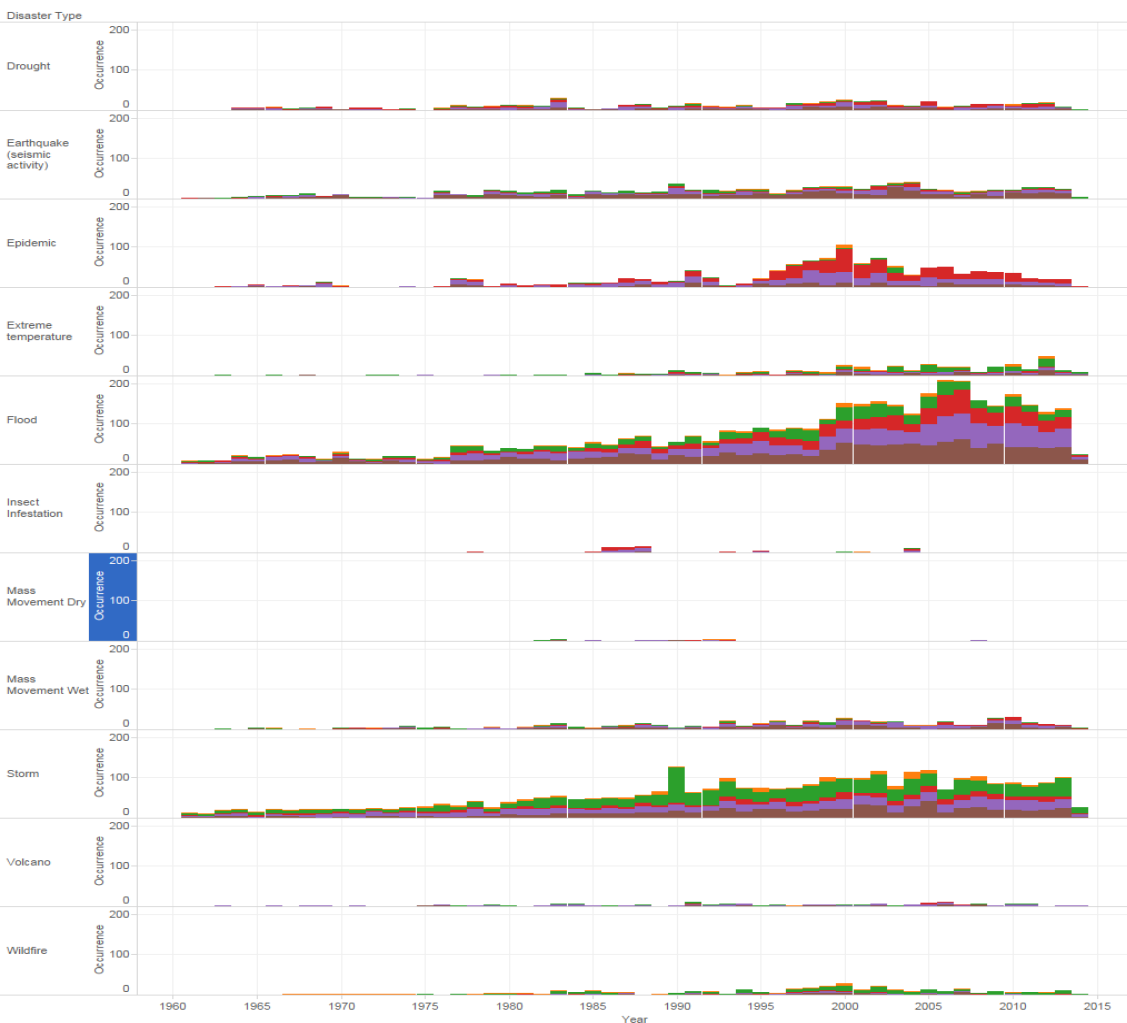 Disaster Type
Drought
Occurrence
200
100
0
Earthquake
(seismic
activity)
Occurrence
200
100
0
Epidemic
Occurrence
200
100
0
Extreme
temperature
Occurrence
200
100
0
Flood
Occurrence
200
100
0
Insect
Infestation
Occurrence
200
100
0
Mass
Movement Dry
Occurrence
200
100
0
Mass
Movement Wet
Occurrence
200
100
0
Storm
Occurrence
200
100
0
Volcano
Occurrence
200
100
0
Wildfire
Occurrence
200
100
0
1960 1965 1970 1975 1980 1985 1990 1995 2000 2005 2010 2015
Year